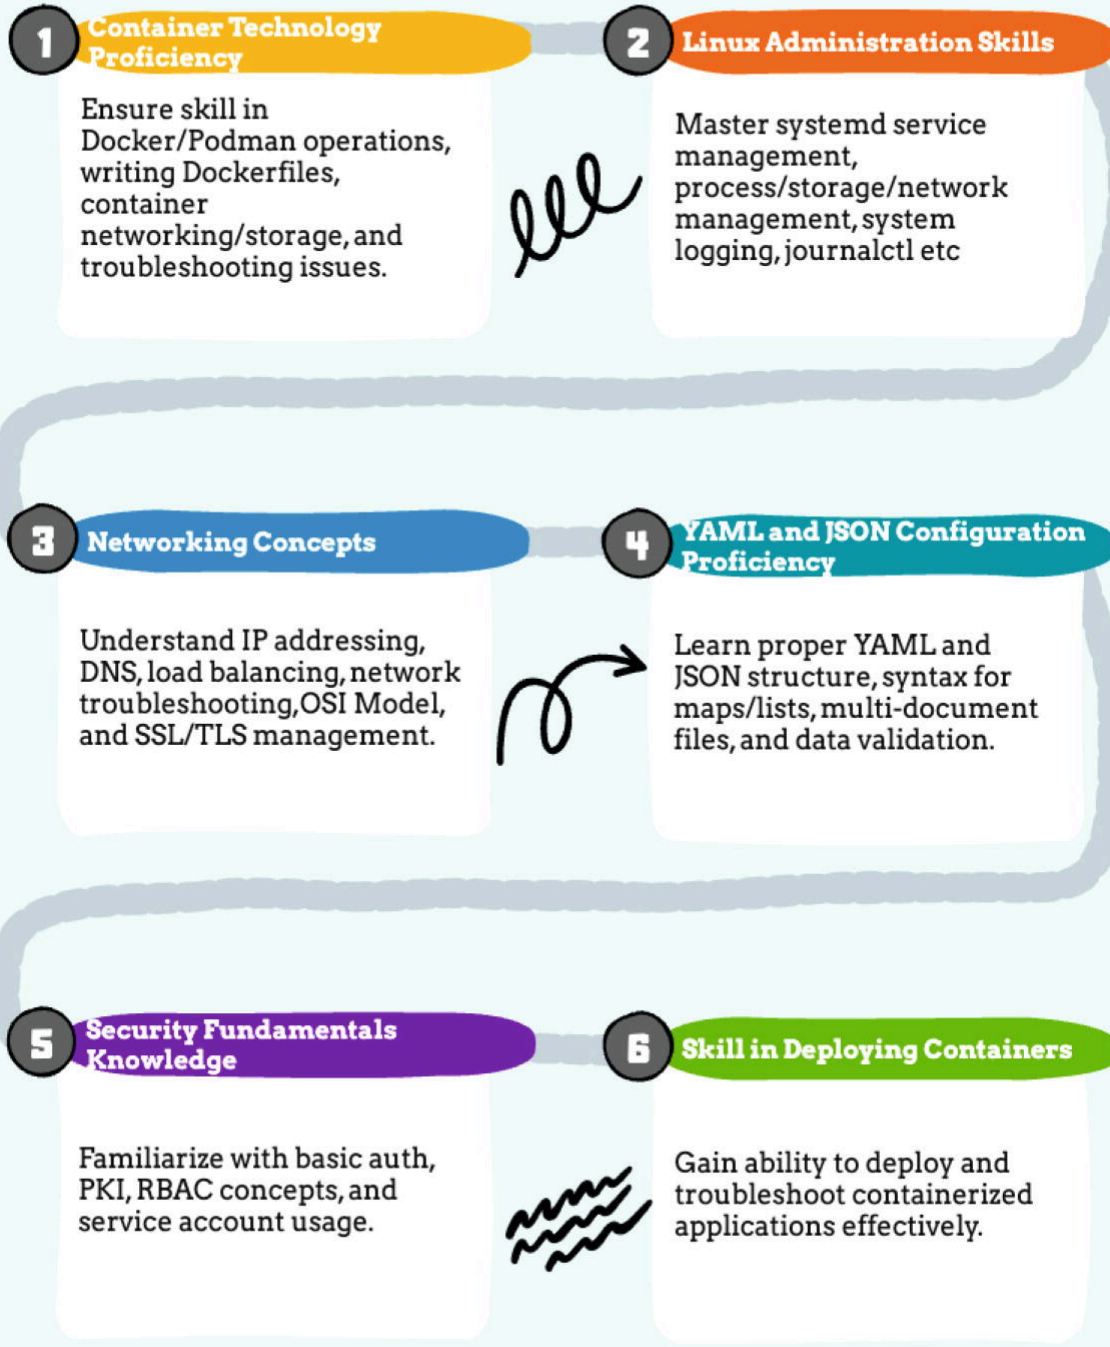 1
Container Technology
Proficiency
Ensure skill in
Docker/Podman operations,
writing Dockerfiles,
container
networking/storage, and
troubleshooting issues.
2
Linux Administration Skills
Master systemd service
management,
process/storage/network
management, system
logging, journalctl etc
3
Networking Concepts
Understand IP addressing,
DNS, load balancing, network
troubleshooting,OSI Model,
and SSL/TLS management.
4
YAML and JSON Configuration
Proficiency
Learn proper YAML and
JSON structure, syntax for
maps/lists, multi-document
files, and data validation.
5
Security Fundamentals
Knowledge
Familiarize with basic auth,
PKI, RBAC concepts, and
service account usage.
6
Skill in Deploying Containers
Gain ability to deploy and
troubleshoot containerized
applications effectively.